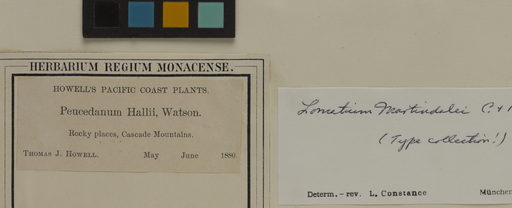 HERBARIUM REGIUM MONACENSE.
HOWELL'S PACIFIC COAST PLANTS.
Peucedanum Hallii, Watson.
Rocky places, Cascade Mountains.
THOMAS J. HOWELL. May June 1880
Lomatium Martindalei C. &
(Type collection!)
Determ. - rev. L. Constance Münche